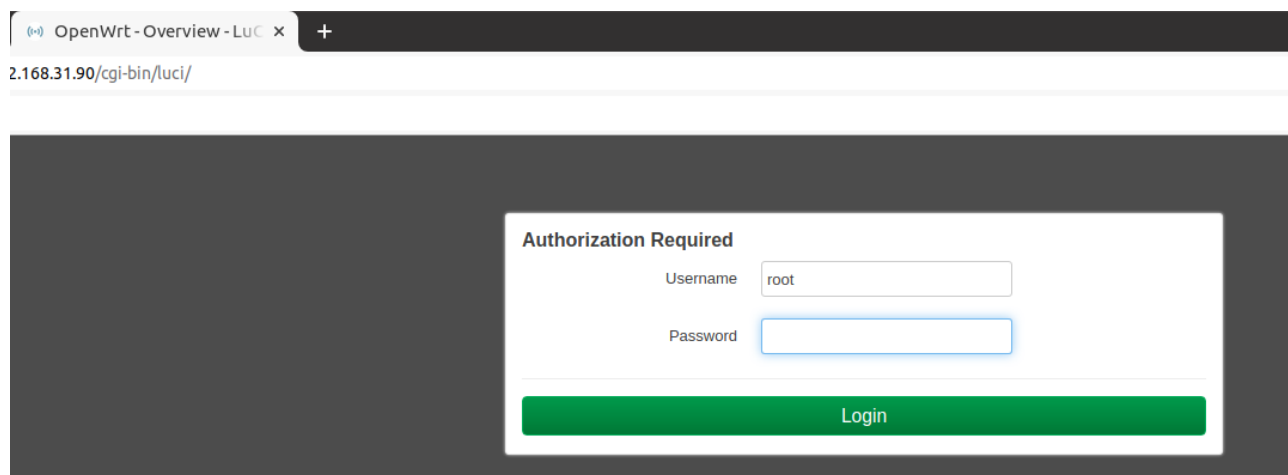 OpenWrt - Overview - LuC
2.168.31.90/cgi-bin/luci/
Authorization Required
Username root
Password
Login